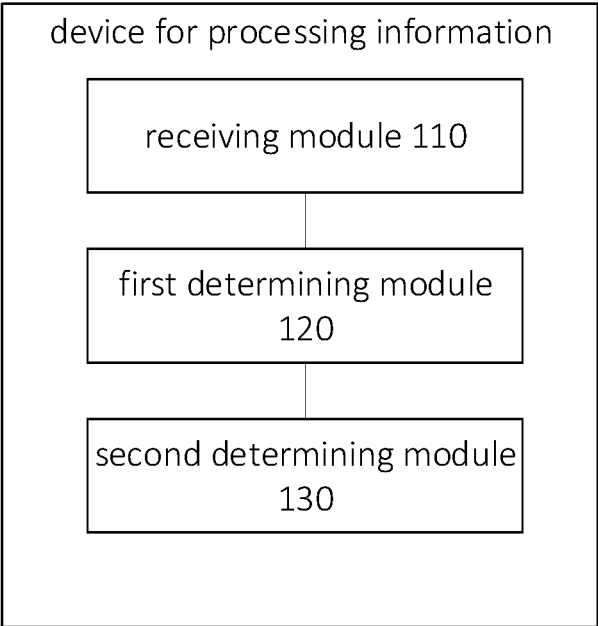 device for processing information
receiving module 110
first determining module
120
second determining module
130